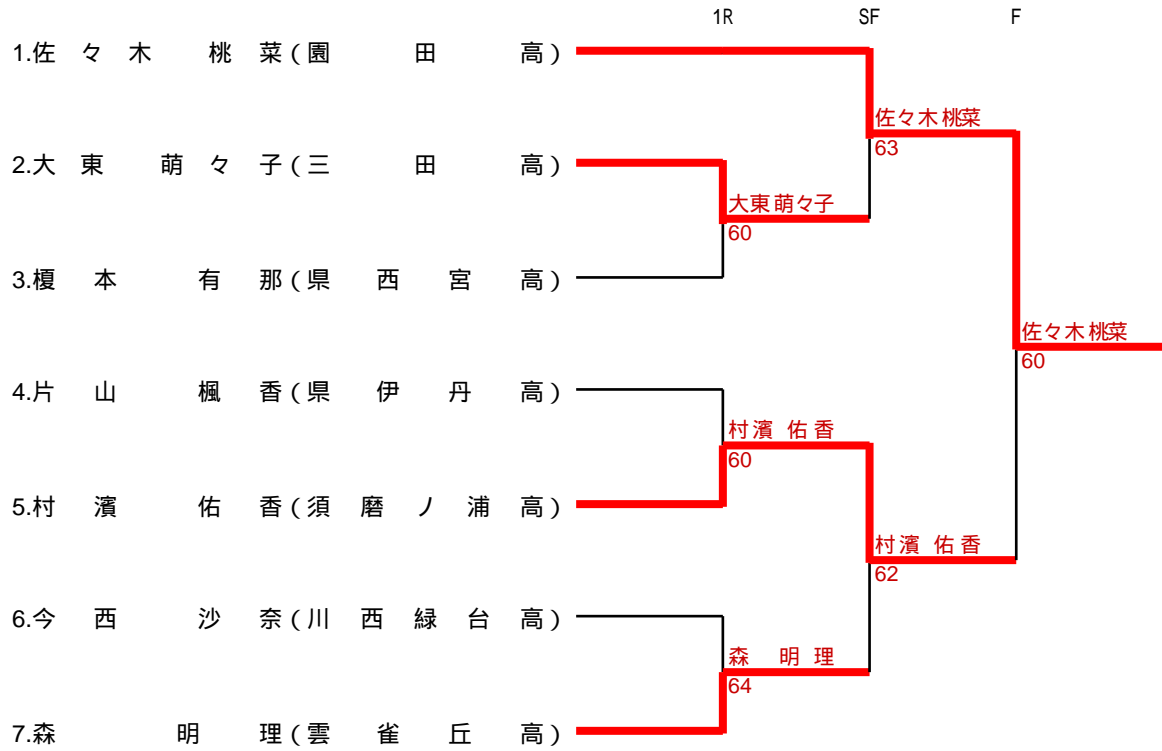 1R SF F
1.佐々木 桃菜(園田高)
佐々木 桃菜
63
2.大東 萌々子(三田高)
大東 萌々子
60
3.榎本 有那(県西宮高)
佐々木 桃菜
60
4.片山 楓香(県伊丹高)
村濱 佑香
60
5.村濱 佑香(須磨ノ浦高)
村濱 佑香
62
6.今西 沙奈(川西緑台高)
森 明理
64
7.森 明理(雲雀丘高)